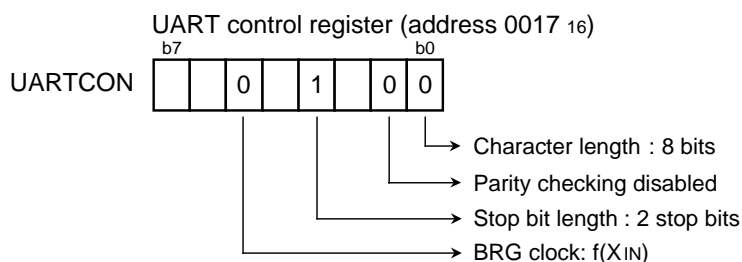 UART control register (address 0017 16)
b7 b0
UARTCON 0 1 0 0
Character length : 8 bits
Parity checking disabled
Stop bit length : 2 stop bits
BRG clock: f(XIN)